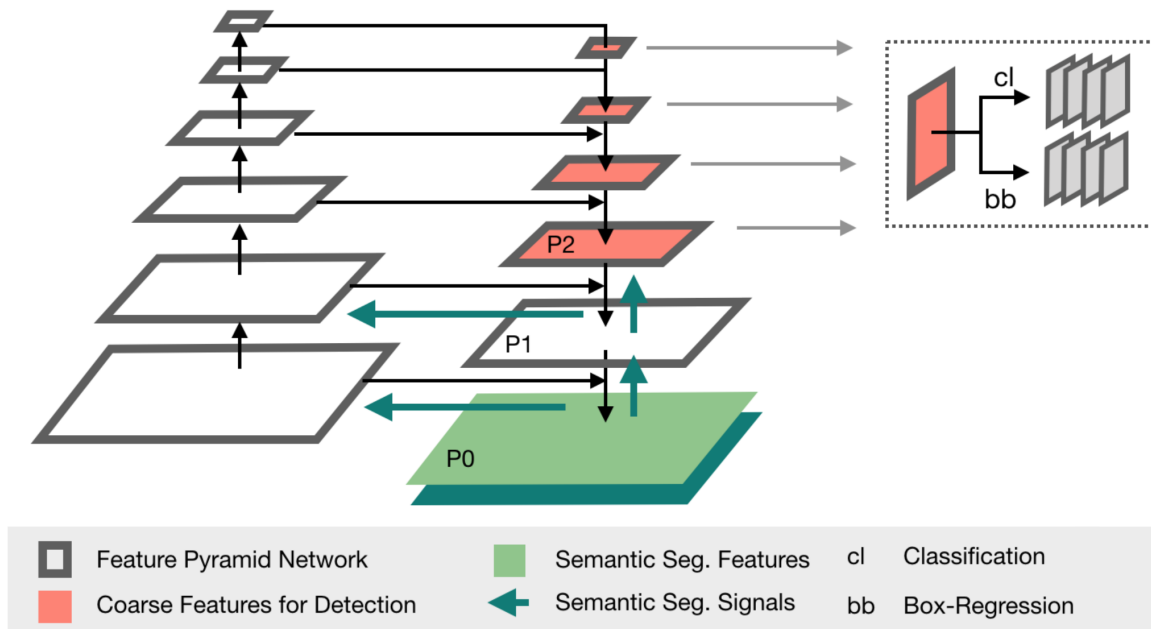 cl
bb
P2
P1
P0
Feature Pyramid Network
Coarse Features for Detection
Semantic Seg. Features
Semantic Seg. Signals
cl Classification
bb Box-Regression